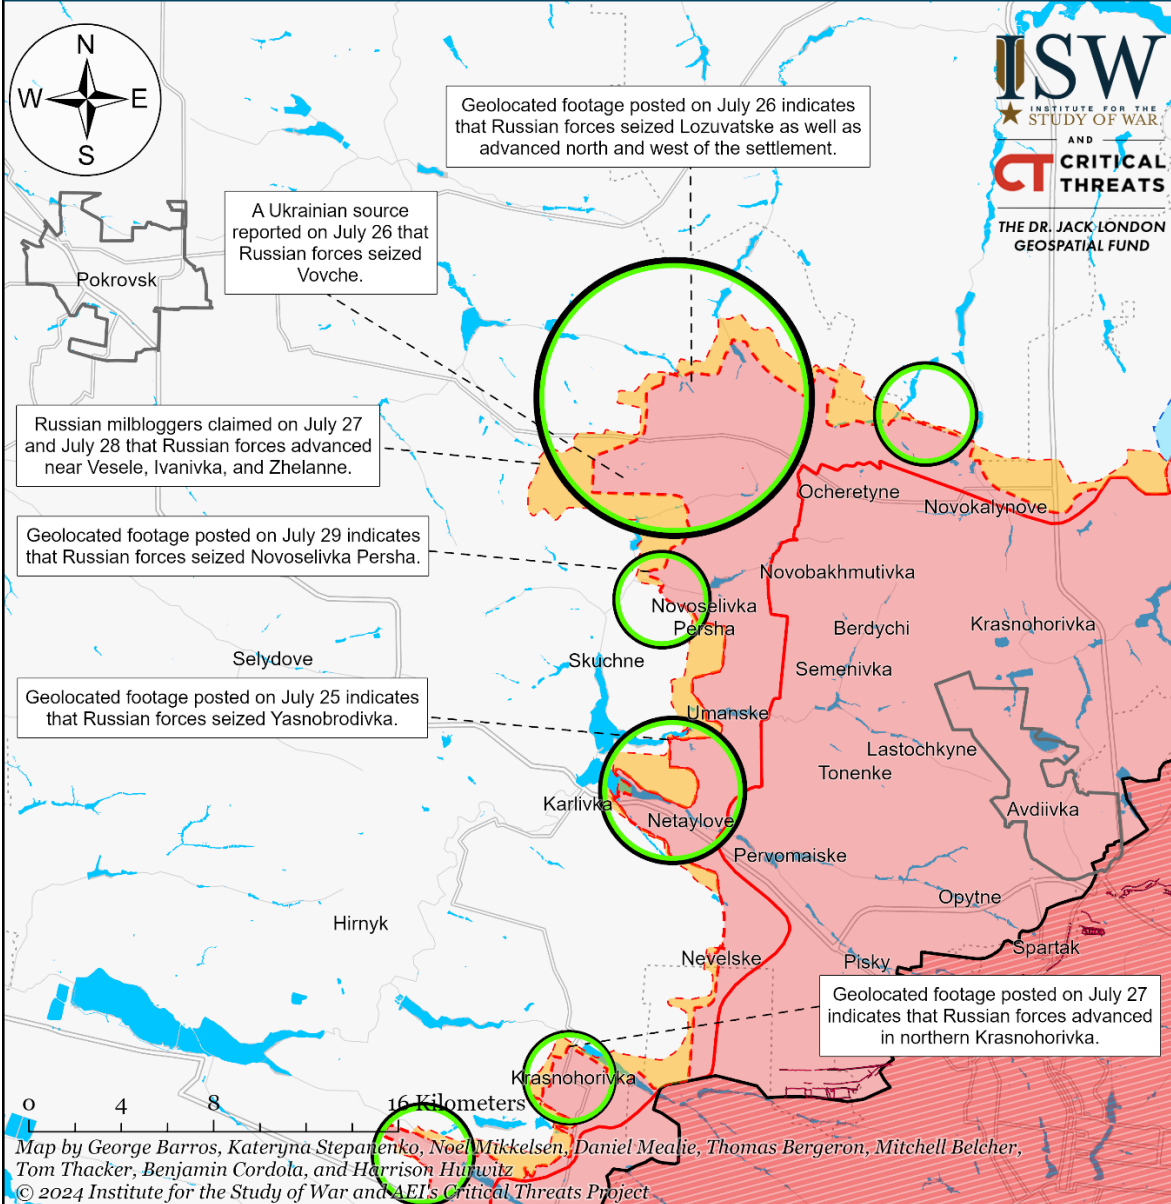 N
W E
S
ISW
INSTITUTE FOR THE
STUDY OF WAR
AND
CT CRITICAL
THREATS
THE DR. JACK LONDON
GEOSPATIAL FUND
Geolocated footage posted on July 26 indicates
that Russian forces seized Lozuvatske as well as
advanced north and west of the settlement.
A Ukrainian source
reported on July 26 that
Russian forces seized
Vovche.
Pokrovsk
Russian milbloggers claimed on July 27
and July 28 that Russian forces advanced
near Vesele, Ivanivka, and Zhelanne.
Ocheretyne
Novokalynove
Geolocated footage posted on July 29 indicates
that Russian forces seized Novoselivka Persha.
Novobakhmutivka
Novoselivka
Persha
Berdychi
Krasnohorivka
Selydove
Skuchne
Semenivka
Geolocated footage posted on July 25 indicates
that Russian forces seized Yasnobrodivka.
Umanske
Lastochkyne
Tonenke
Karlivka
Netaylove
Avdiivka
Pervomaiske
Opytne
Hirnyk
Nevelske
Pisky
Spartak
Geolocated footage posted on July 27
indicates that Russian forces advanced
in northern Krasnohorivka.
Krasnohorivka
0 4 8 16 Kilometers
Map by George Barros, Kateryna Stepanenko, Noel Mikkelsen, Daniel Mealie, Thomas Bergeron, Mitchell Belcher,
Tom Thacker, Benjamin Cordola, and Harrison Hurwitz
© 2024 Institute for the Study of War and AEI's Critical Threats Project